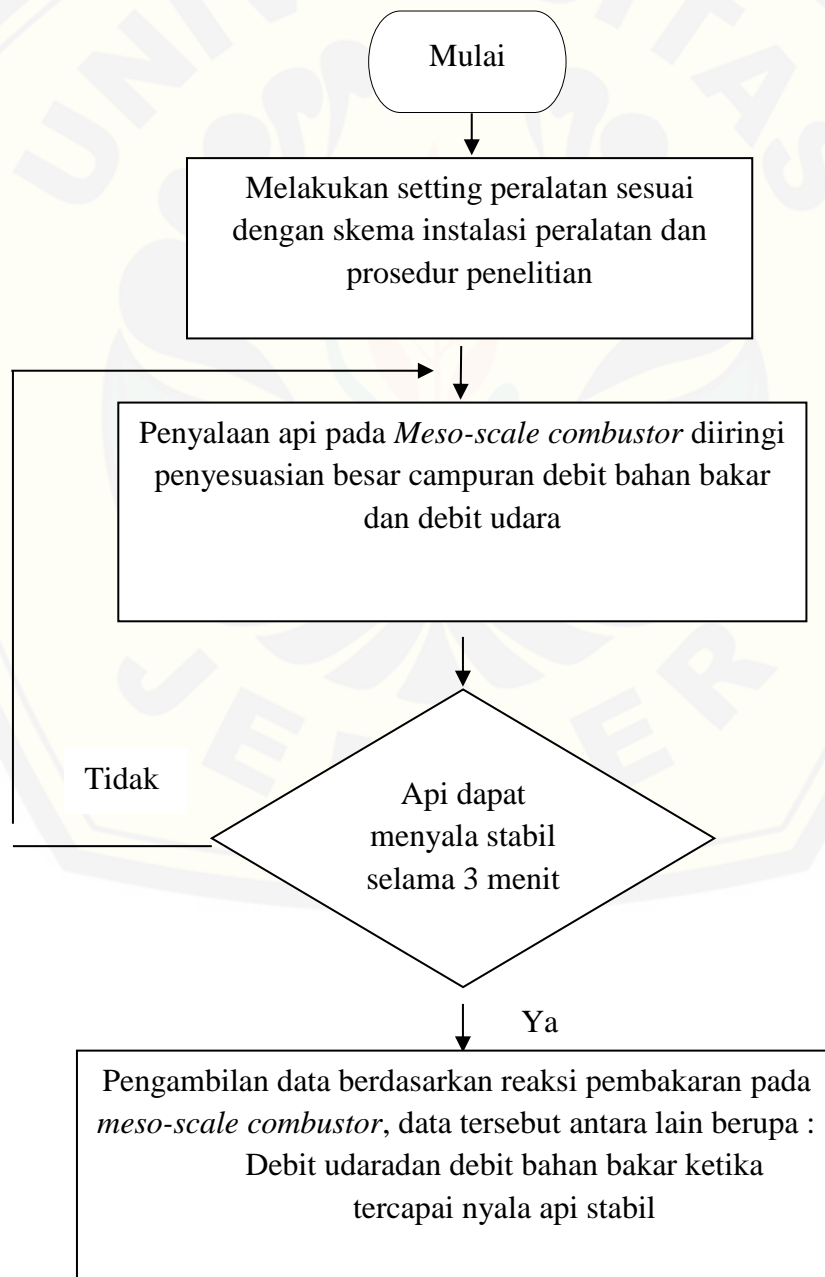 UNIVERSITAS
Mulai
Melakukan setting peralatan sesuai
dengan skema instalasi peralatan dan
prosedur penelitian
Penyalaan api pada Meso-scale combustor diiringi
penyesuasian besar campuran debit bahan bakar
dan debit udara
JEMBER
Tidak
Api dapat
menyala stabil
selama 3 menit
Ya
Pengambilan data berdasarkan reaksi pembakaran pada
meso-scale combustor, data tersebut antara lain berupa :
Debit udaradan debit bahan bakar ketika
tercapai nyala api stabil